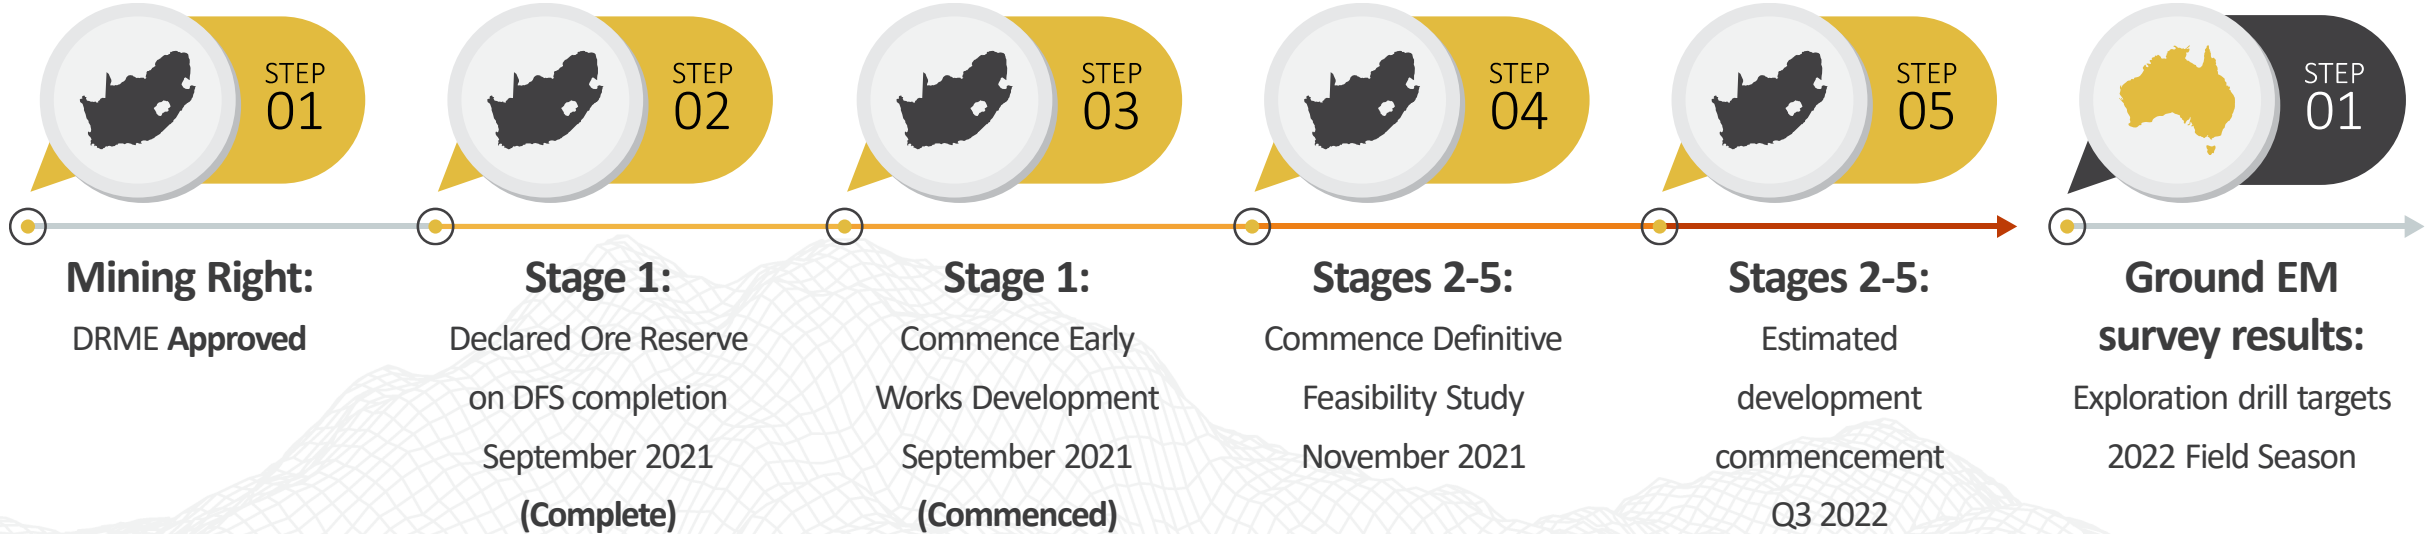 STEP
01
Mining Right:
DRME Approved
STEP
02
Stage 1:
Declared Ore Reserve
on DFS completion
September 2021
(Complete)
STEP
03
Stage 1:
Commence Early
Works Development
September 2021
(Commenced)
STEP
04
Stages 2-5:
Commence Definitive
Feasibility Study
November 2021
STEP
05
Stages 2-5:
Estimated
development
commencement
Q3 2022
STEP
01
Ground EM
survey results:
Exploration drill targets
2022 Field Season